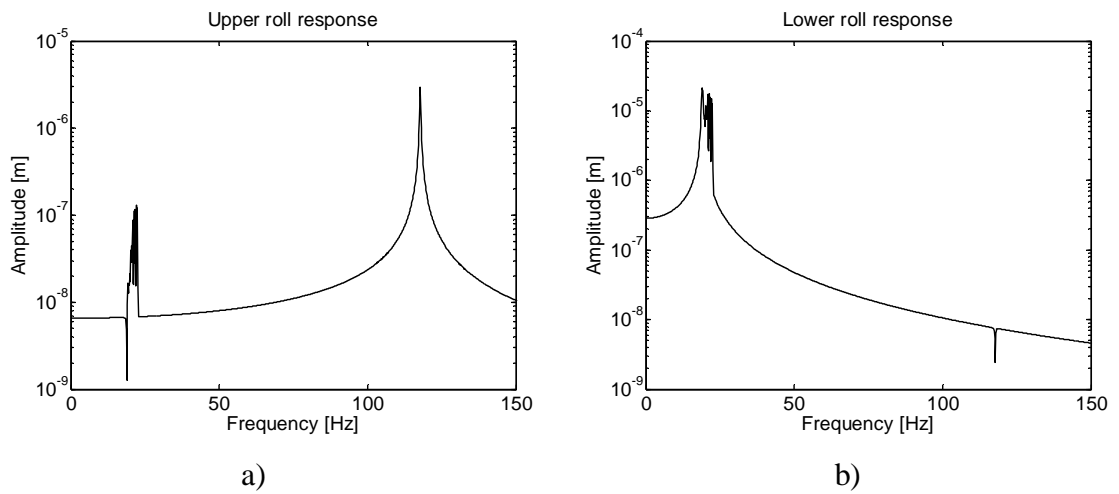 Upper roll response
Amplitude [m]
10^-5
10^-6
10^-7
10^-8
10^-9
0
50
100
150
Frequency [Hz]
a)
Lower roll response
Amplitude [m]
10^-4
10^-5
10^-6
10^-7
10^-8
10^-9
0
50
100
150
Frequency [Hz]
b)